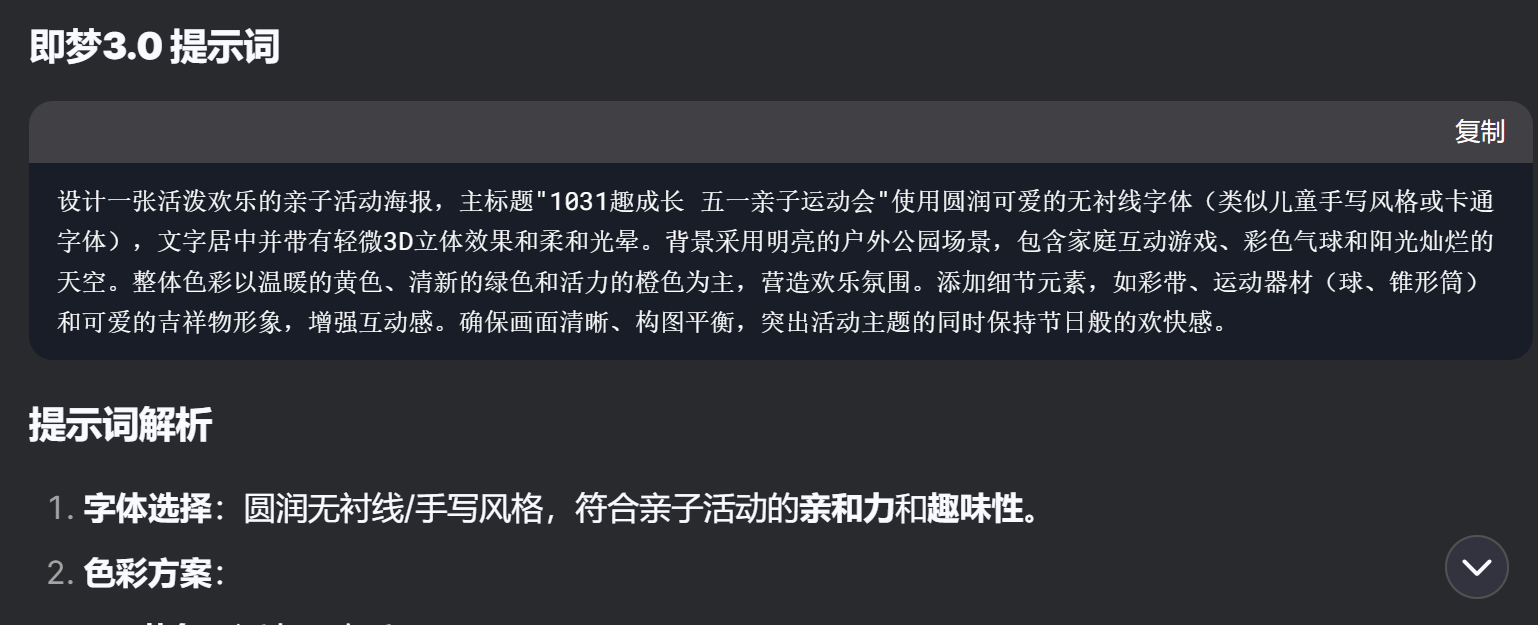 即梦3.0 提示词
复制
设计一张活泼欢乐的亲子活动海报，主标题"1031趣成长 五一亲子运动会"使用圆润可爱的无衬线字体（类似儿童手写风格或卡通
字体），文字居中并带有轻微3D立体效果和柔和光晕。背景采用明亮的户外公园场景，包含家庭互动游戏、彩色气球和阳光灿烂的
天空。整体色彩以温暖的黄色、清新的绿色和活力的橙色为主，营造欢乐氛围。添加细节元素，如彩带、运动器材（球、锥形筒）
和可爱的吉祥物形象，增强互动感。确保画面清晰、构图平衡，突出活动主题的同时保持节日般的欢快感。
提示词解析
1. 字体选择：圆润无衬线/手写风格，符合亲子活动的亲和力和趣味性。
2. 色彩方案：